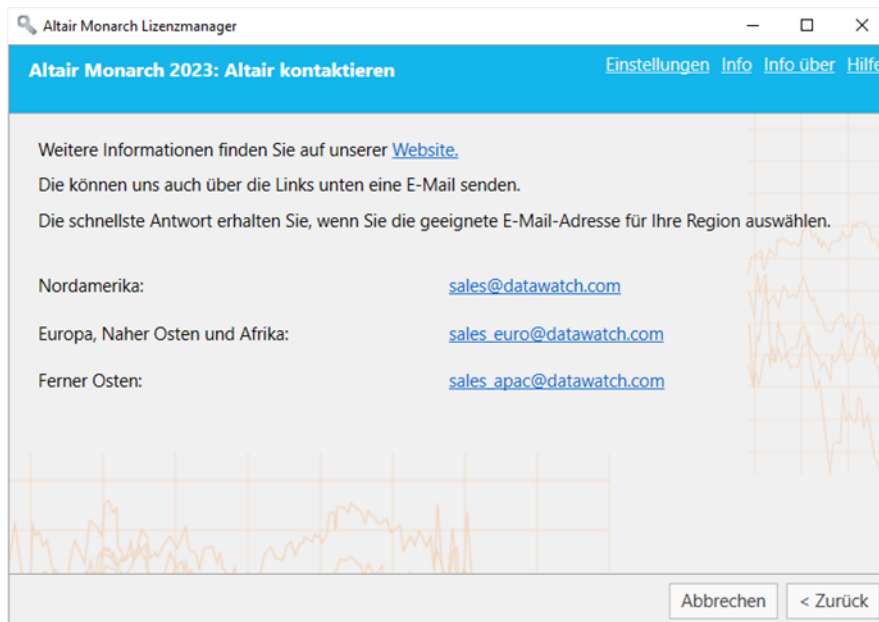 Altair Monarch Lizenzmanager
Altair Monarch 2023: Altair kontaktieren
Einstellungen Info Info über Hilfe
Weitere Informationen finden Sie auf unserer Website.
Die können uns auch über die Links unten eine E-Mail senden.
Die schnellste Antwort erhalten Sie, wenn Sie die geeignete E-Mail-Adresse für Ihre Region auswählen.
Nordamerika: sales@datawatch.com
Europa, Naher Osten und Afrika: sales_euro@datawatch.com
Ferner Osten: sales_apac@datawatch.com
Abbrechen < Zurück